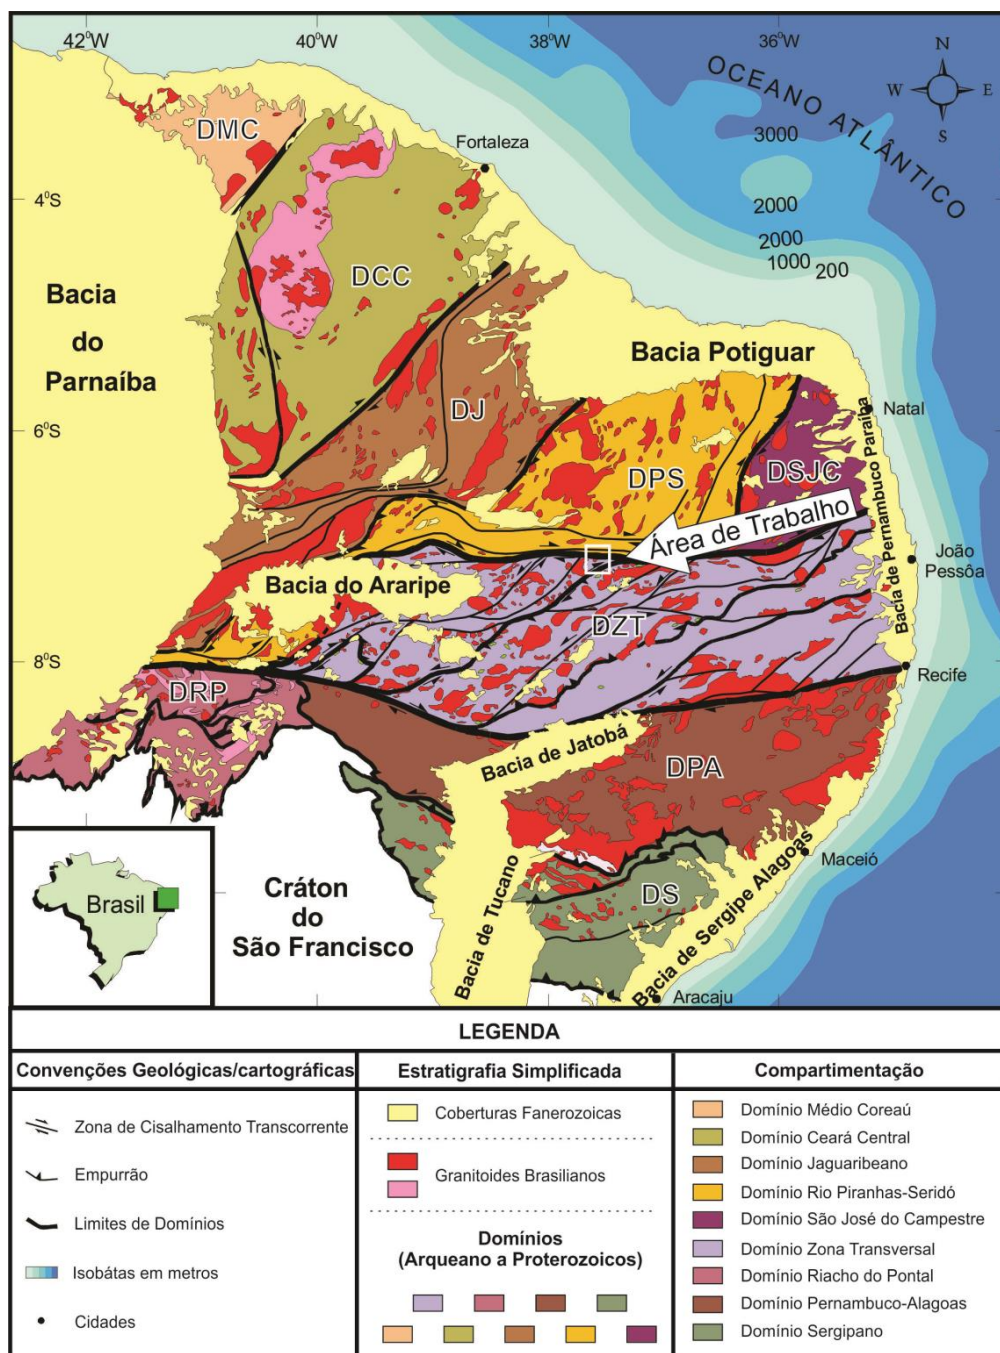 42°W
40°W
38°W
36°W
N
W
E
S
OCEANO ATLÂNTICO
3000
2000
2000
1000
200
DMC
Fortaleza
4°S
DCC
Bacia
do
Parnaíba
Bacia Potiguar
DJ
Natal
6°S
DPS
DSJC
Bacia de Pernambuco Paraíba
Área de Trabalho
João
Pessôa
Bacia do Araripe
DZT
8°S
Recife
DRP
Bacia de Jatobá
DPA
Maceió
Brasil
Cráton
do
São Francisco
Bacia de Tucano
DS
Bacia de Sergipe Alagoas
Aracaju
LEGENDA
Convenções Geológicas/cartográficas
Zona de Cisalhamento Transcorrente
Empurrão
Limites de Domínios
Isobátas em metros
Cidades
Estratigrafia Simplificada
Coberturas Fanerozoicas
Granitoides Brasilianos
Domínios
(Arqueano a Proterozoicos)
Compartimentação
Domínio Médio Coreaú
Domínio Ceará Central
Domínio Jaguaribeano
Domínio Rio Piranhas-Seridó
Domínio São José do Campestre
Domínio Zona Transversal
Domínio Riacho do Pontal
Domínio Pernambuco-Alagoas
Domínio Sergipano